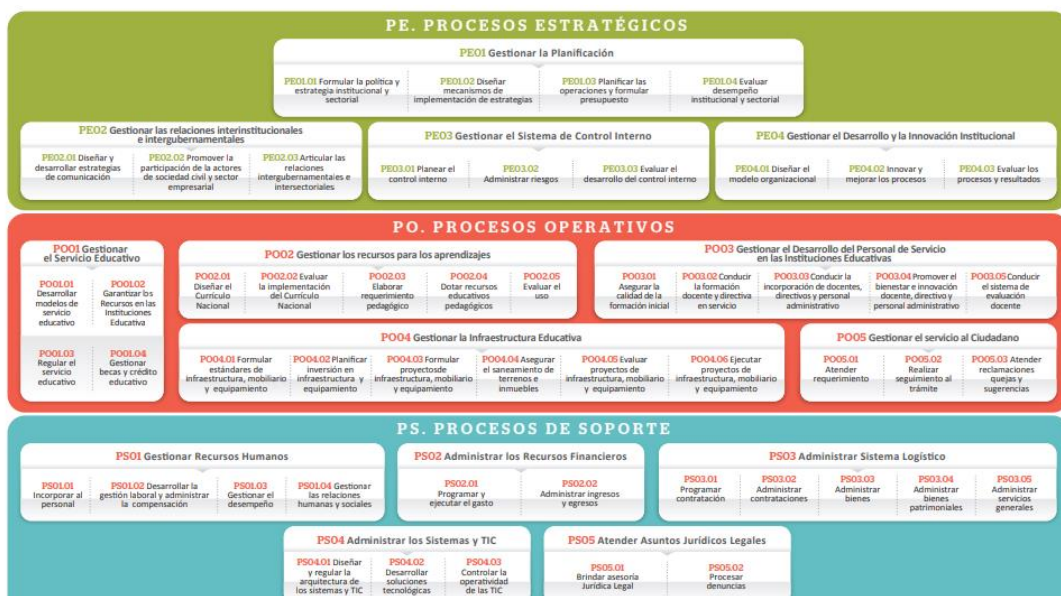 PE. PROCESOS ESTRATÉGICOS
PE01 Gestionar la Planificación
PE01.01 Formular la política y
estrategia institucional y
sectorial
PE01.02 Diseñar
mecanismos de
implementación de estrategias
PE01.03 Planificar las
operaciones y formular
presupuesto
PE01.04 Evaluar
desempeño
institucional y sectorial
PE02 Gestionar las relaciones interinstitucionales
e intergubernamentales
PE02.01 Diseñar y
desarrollar estrategias
de comunicación
PE02.02 Promover la
participación de la actores
de sociedad civil y sector
empresarial
PE02.03 Articular las
relaciones
intergubernamentales e
intersectoriales
PE03 Gestionar el Sistema de Control Interno
PE03.01 Planear el
control interno
PE03.02
Administrar riesgos
PE03.03 Evaluar el
desarrollo del control interno
PE04 Gestionar el Desarrollo y la Innovación Institucional
PE04.01 Diseñar el
modelo organizacional
PE04.02 Innovar y
mejorar los procesos
PE04.03 Evaluar los
procesos y resultados
PO. PROCESOS OPERATIVOS
PO01 Gestionar
el Servicio Educativo
PO01.01
Desarrollar
modelos de
servicio
educativo
PO01.02
Garantizar los
Recursos en las
Instituciones
Educativa
PO01.03
Regular el
servicio
educativo
PO01.04
Gestionar
becas y crédito
educativo
PO02 Gestionar los recursos para los aprendizajes
PO02.01
Diseñar el
Currículo
Nacional
PO02.02 Evaluar
la implementación
del Currículo
Nacional
PO02.03
Elaborar
requerimiento
pedagógico
PO02.04
Dotar recursos
educativos
pedagógicos
PO02.05
Evaluar el
uso
PO03 Gestionar el Desarrollo del Personal de Servicio
en las Instituciones Educativas
PO03.01
Asegurar la
calidad de la
formación inicial
PO03.02 Conducir
la formación
docente y directiva
en servicio
PO03.03 Conducir la
incorporación de docentes,
directivos y personal
administrativo
PO03.04 Promover el
bienestar e innovación
docente, directivo y
personal administrativo
PO03.05 Conducir
el sistema de
evaluación
docente
PO04 Gestionar la Infraestructura Educativa
PO04.01 Formular
estándares de
infraestructura, mobiliario
y equipamiento
PO04.02 Planificar
inversión en
infraestructura y
equipamiento
PO04.03 Formular
proyectosde
infraestructura, mobiliario
y equipamiento
PO04.04 Asegurar
el saneamiento de
terrenos e
inmuebles
PO04.05 Evaluar
proyectos de
infraestructura, mobiliario
y equipamiento
PO04.06 Ejecutar
proyectos de
infraestructura, mobiliario
y equipamiento
PO05 Gestionar el servicio al Ciudadano
PO05.01
Atender
requerimiento
PO05.02
Realizar
seguimiento al
trámite
PO05.03 Atender
reclamaciones
quejas y
sugerencias
PS. PROCESOS DE SOPORTE
PS01 Gestionar Recursos Humanos
PS01.01
Incorporar al
personal
PS01.02 Desarrollar la
gestión laboral y administrar
la compensación
PS01.03
Gestionar el
desempeño
PS01.04 Gestionar
las relaciones
humanas y sociales
PS02 Administrar los Recursos Financieros
PS02.01
Programar y
ejecutar el gasto
PS02.02
Administrar ingresos
y egresos
PS03 Administrar Sistema Logístico
PS03.01
Programar
contratación
PS03.02
Administrar
contrataciones
PS03.03
Administrar
bienes
PS03.04
Administrar
bienes
patrimoniales
PS03.05
Administrar
servicios
generales
PS04 Administrar los Sistemas y TIC
PS04.01 Diseñar
y regular la
arquitectura de
los sistemas y TIC
PS04.02
Desarrollar
soluciones
tecnológicas
PS04.03
Controlar la
operatividad
de las TIC
PS05 Atender Asuntos Jurídicos Legales
PS05.01
Brindar asesoría
Jurídica Legal
PS05.02
Procesar
denuncias